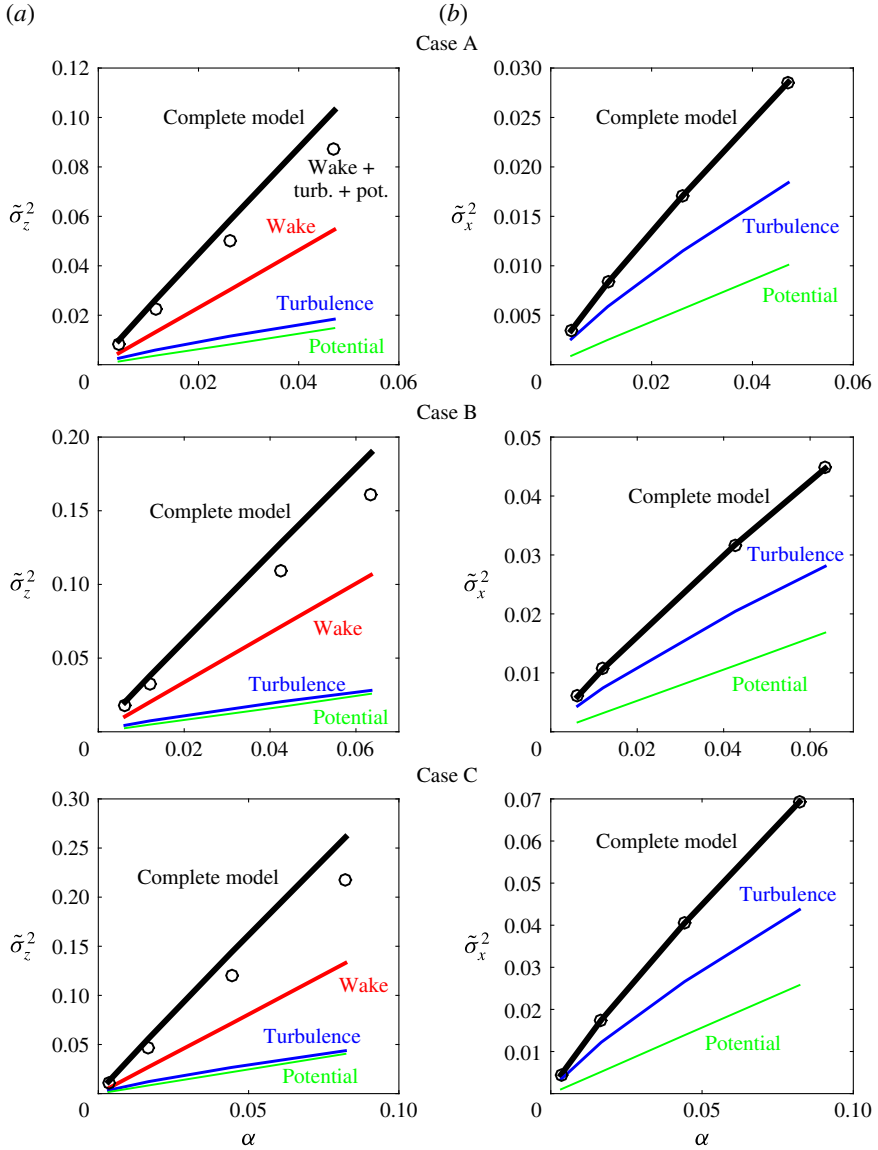 (a)
(b)
Case A
0.12
0.10
0.08
0.06
0.04
0.02
0
0.02
0.04
0.06
σ̃z²
Complete model
Wake +
turb. + pot.
Wake
Turbulence
Potential
0.030
0.025
0.020
0.015
0.010
0.005
0
0.02
0.04
0.06
σ̃x²
Complete model
Turbulence
Potential
Case B
0.20
0.15
0.10
0.05
0
0.02
0.04
0.06
σ̃z²
Complete model
Wake
Turbulence
Potential
0.05
0.04
0.03
0.02
0.01
0
0.02
0.04
0.06
σ̃x²
Complete model
Turbulence
Potential
Case C
0.30
0.25
0.20
0.15
0.10
0.05
0
0.05
0.10
σ̃z²
Complete model
Wake
Turbulence
Potential
α
0.07
0.06
0.05
0.04
0.03
0.02
0.01
0
0.05
0.10
σ̃x²
Complete model
Turbulence
Potential
α